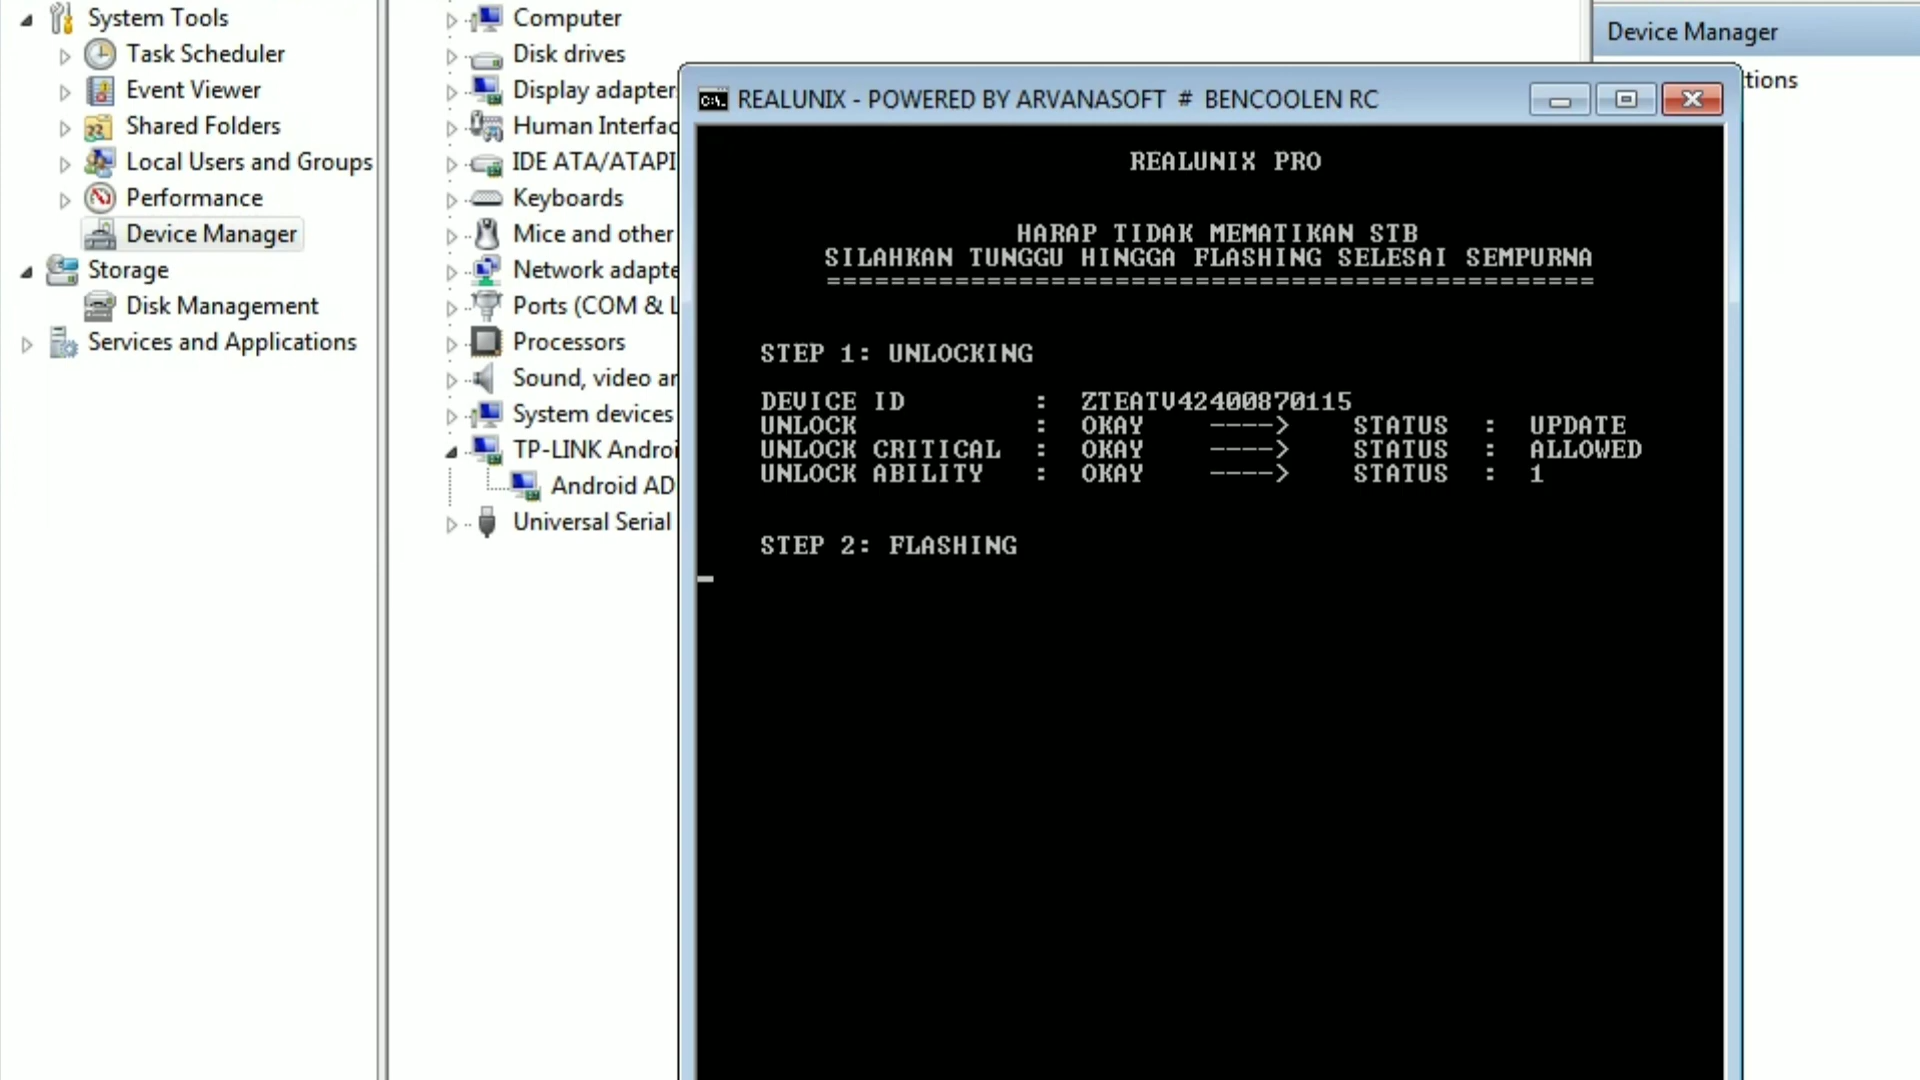 System Tools
Task Scheduler
Event Viewer
Shared Folders
Local Users and Groups
Performance
Device Manager
Storage
Disk Management
Services and Applications
Computer
Disk drives
Display adapter
Human Interfac
IDE ATA/ATAPI
Keyboards
Mice and other
Network adapte
Ports (COM & L
Processors
Sound, video ar
System devices
TP-LINK Androi
Android AD
Universal Serial
Device Manager
tions
REALUNIX - POWERED BY ARVANASOFT # BENCOOLEN RC
REALUNIX PRO
HARAP TIDAK MEMATIKAN STB
SILAHKAN TUNGGU HINGGA FLASHING SELESAI SEMPURNA
================================================
STEP 1: UNLOCKING
DEVICE ID : ZTEATV42400870115
UNLOCK : OKAY ----> STATUS : UPDATE
UNLOCK CRITICAL : OKAY ----> STATUS : ALLOWED
UNLOCK ABILITY : OKAY ----> STATUS : 1
STEP 2: FLASHING